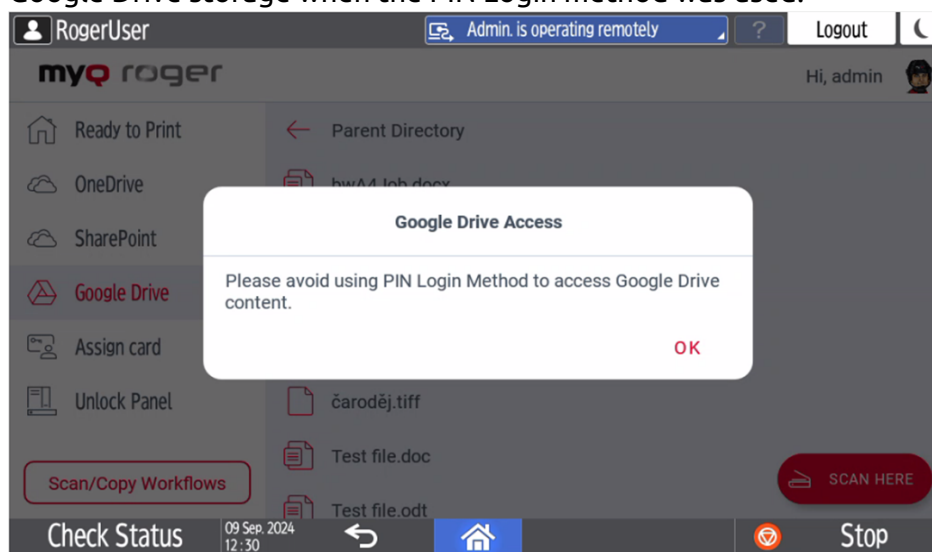 Google Drive storage when the PIN Login method was used.
RogerUser
Admin. is operating remotely
?
Logout
myq roger
Hi, admin
Ready to Print
Parent Directory
OneDrive
bwA4 Job.docx
Google Drive Access
SharePoint
Please avoid using PIN Login Method to access Google Drive
content.
Google Drive
OK
Assign card
Unlock Panel
čaroděj.tiff
Test file.doc
Scan/Copy Workflows
SCAN HERE
Test file.odt
Check Status
09 Sep. 2024
12:30
Stop